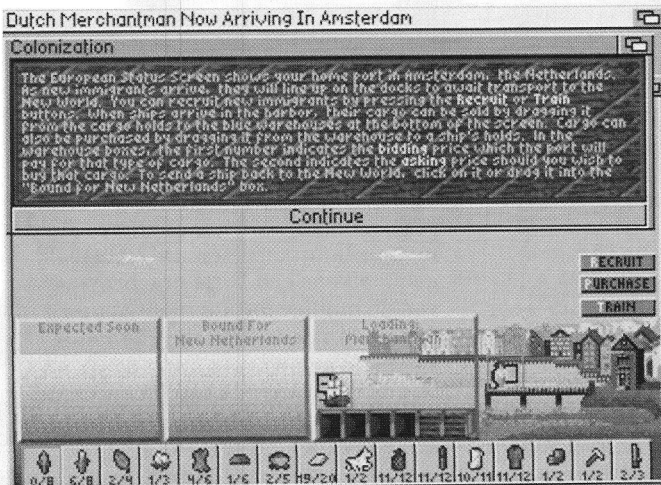 Dutch Merchantman Now Arriving In Amsterdam
Colonization
The European Status Screen shows your home port in Amsterdam, the Netherlands.
As new immigrants arrive, they will line up on the docks to await transport to the
New World. You can recruit new immigrants by pressing the Recruit or Train
buttons. When ships arrive in the harbor, their cargo can be sold by dragging it
from the cargo holds to the blue warehouses at the bottom of the screen. Cargo can
also be purchased by dragging it from the warehouse to a ship's holds. In the
warehouse boxes, the first number indicates the bidding price which the port will
pay for that type of cargo. The second indicates the asking price should you wish to
buy that cargo. To send a ship back to the New World, click on it or drag it into the
"Bound for New Netherlands" box.
Continue
RECRUIT
PURCHASE
TRAIN
Expected Soon
Bound For
New Netherlands
Loading:
Merchantman
0/8 6/8 2/4 1/3 4/6 1/6 2/5 19/20 1/2 11/12 11/12 10/11 11/12 1/2 1/2 2/3